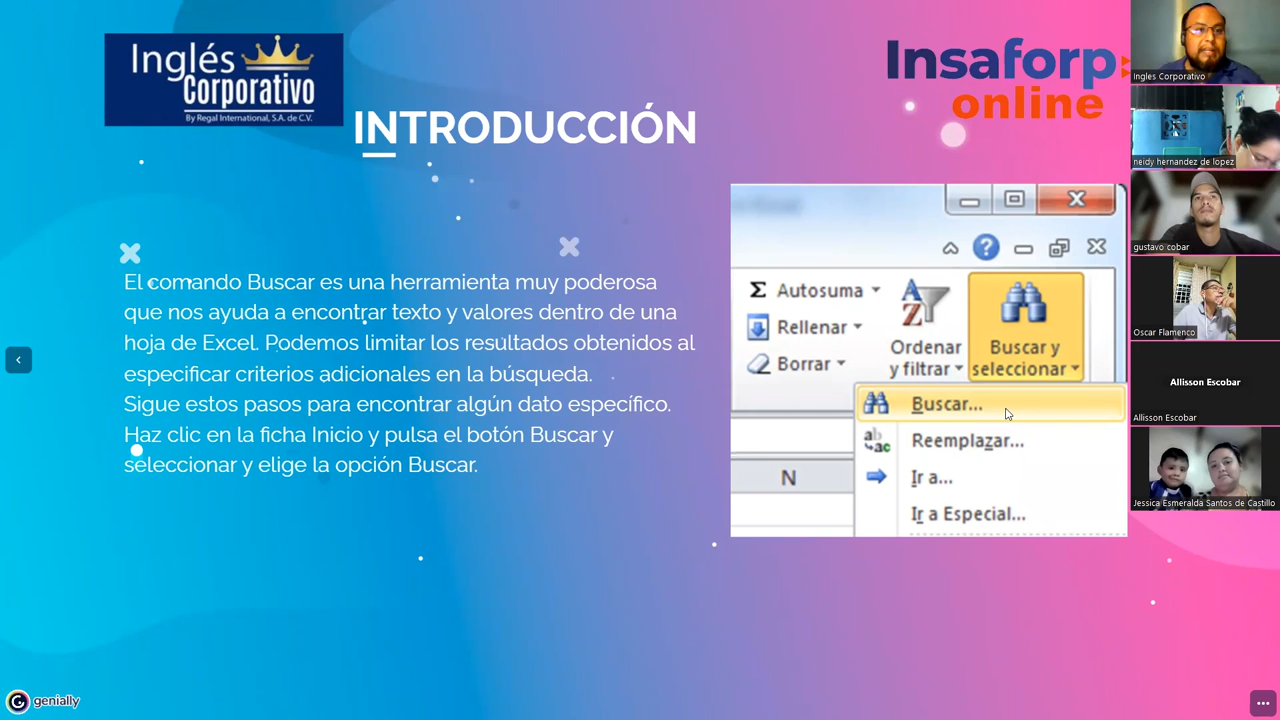 Inglés
Corporativo
By Regal International, S.A. de C.V.
INTRODUCCIÓN
Insaforp
online
El comando Buscar es una herramienta muy poderosa
que nos ayuda a encontrar texto y valores dentro de una
hoja de Excel. Podemos limitar los resultados obtenidos al
especificar criterios adicionales en la búsqueda.
Sigue estos pasos para encontrar algún dato específico.
Haz clic en la ficha Inicio y pulsa el botón Buscar y
seleccionar y elige la opción Buscar.
Σ Autosuma
Rellenar
Borrar
A
Z
Ordenar
y filtrar
Buscar y
seleccionar
Buscar...
ab
ac
Reemplazar...
Ir a...
Ir a Especial...
N
Ingles Corporativo
neidy hernandez de lopez
gustavo cobar
Oscar Flamenco
Allisson Escobar
Allisson Escobar
Jessica Esmeralda Santos de Castillo
genially